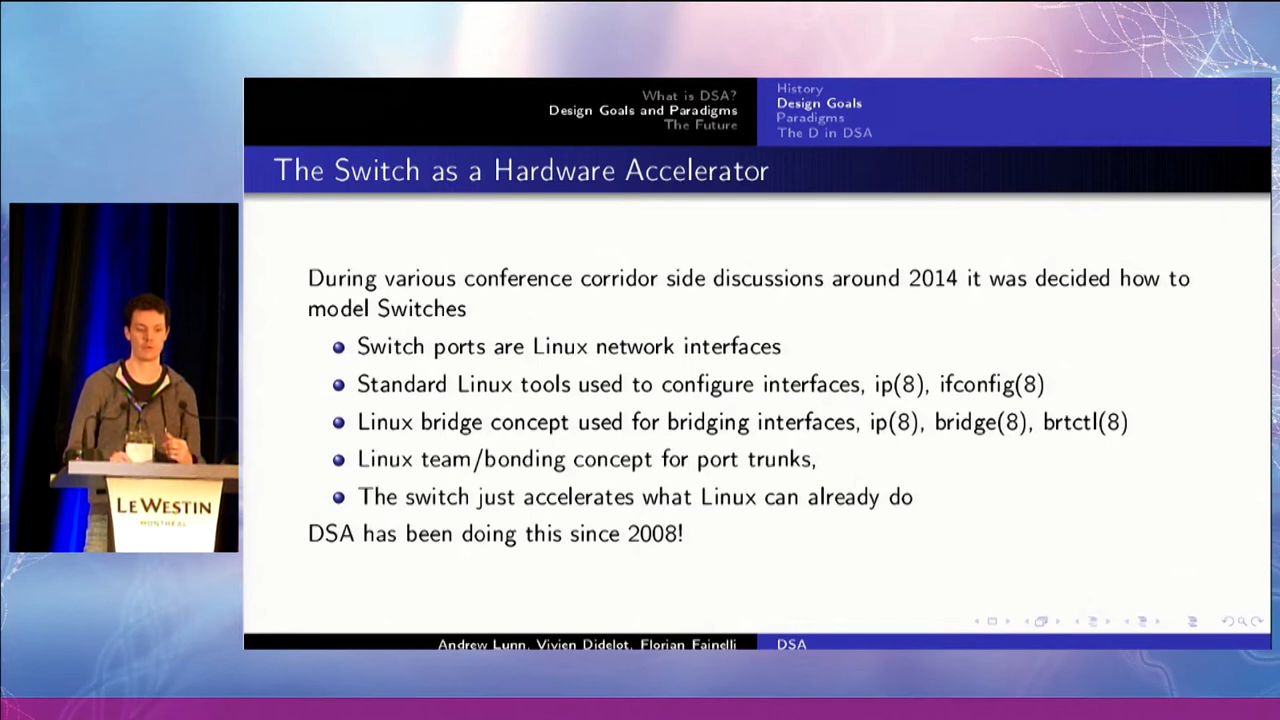 What is DSA?
Design Goals and Paradigms
The Future
History
Design Goals
Paradigms
The D in DSA
The Switch as a Hardware Accelerator
During various conference corridor side discussions around 2014 it was decided how to
model Switches
Switch ports are Linux network interfaces
Standard Linux tools used to configure interfaces, ip(8), ifconfig(8)
Linux bridge concept used for bridging interfaces, ip(8), bridge(8), brtctl(8)
Linux team/bonding concept for port trunks,
The switch just accelerates what Linux can already do
DSA has been doing this since 2008!
Andrew Lunn, Vivien Didelot, Florian Fainelli
DSA
LE WESTIN
MONTRÉAL